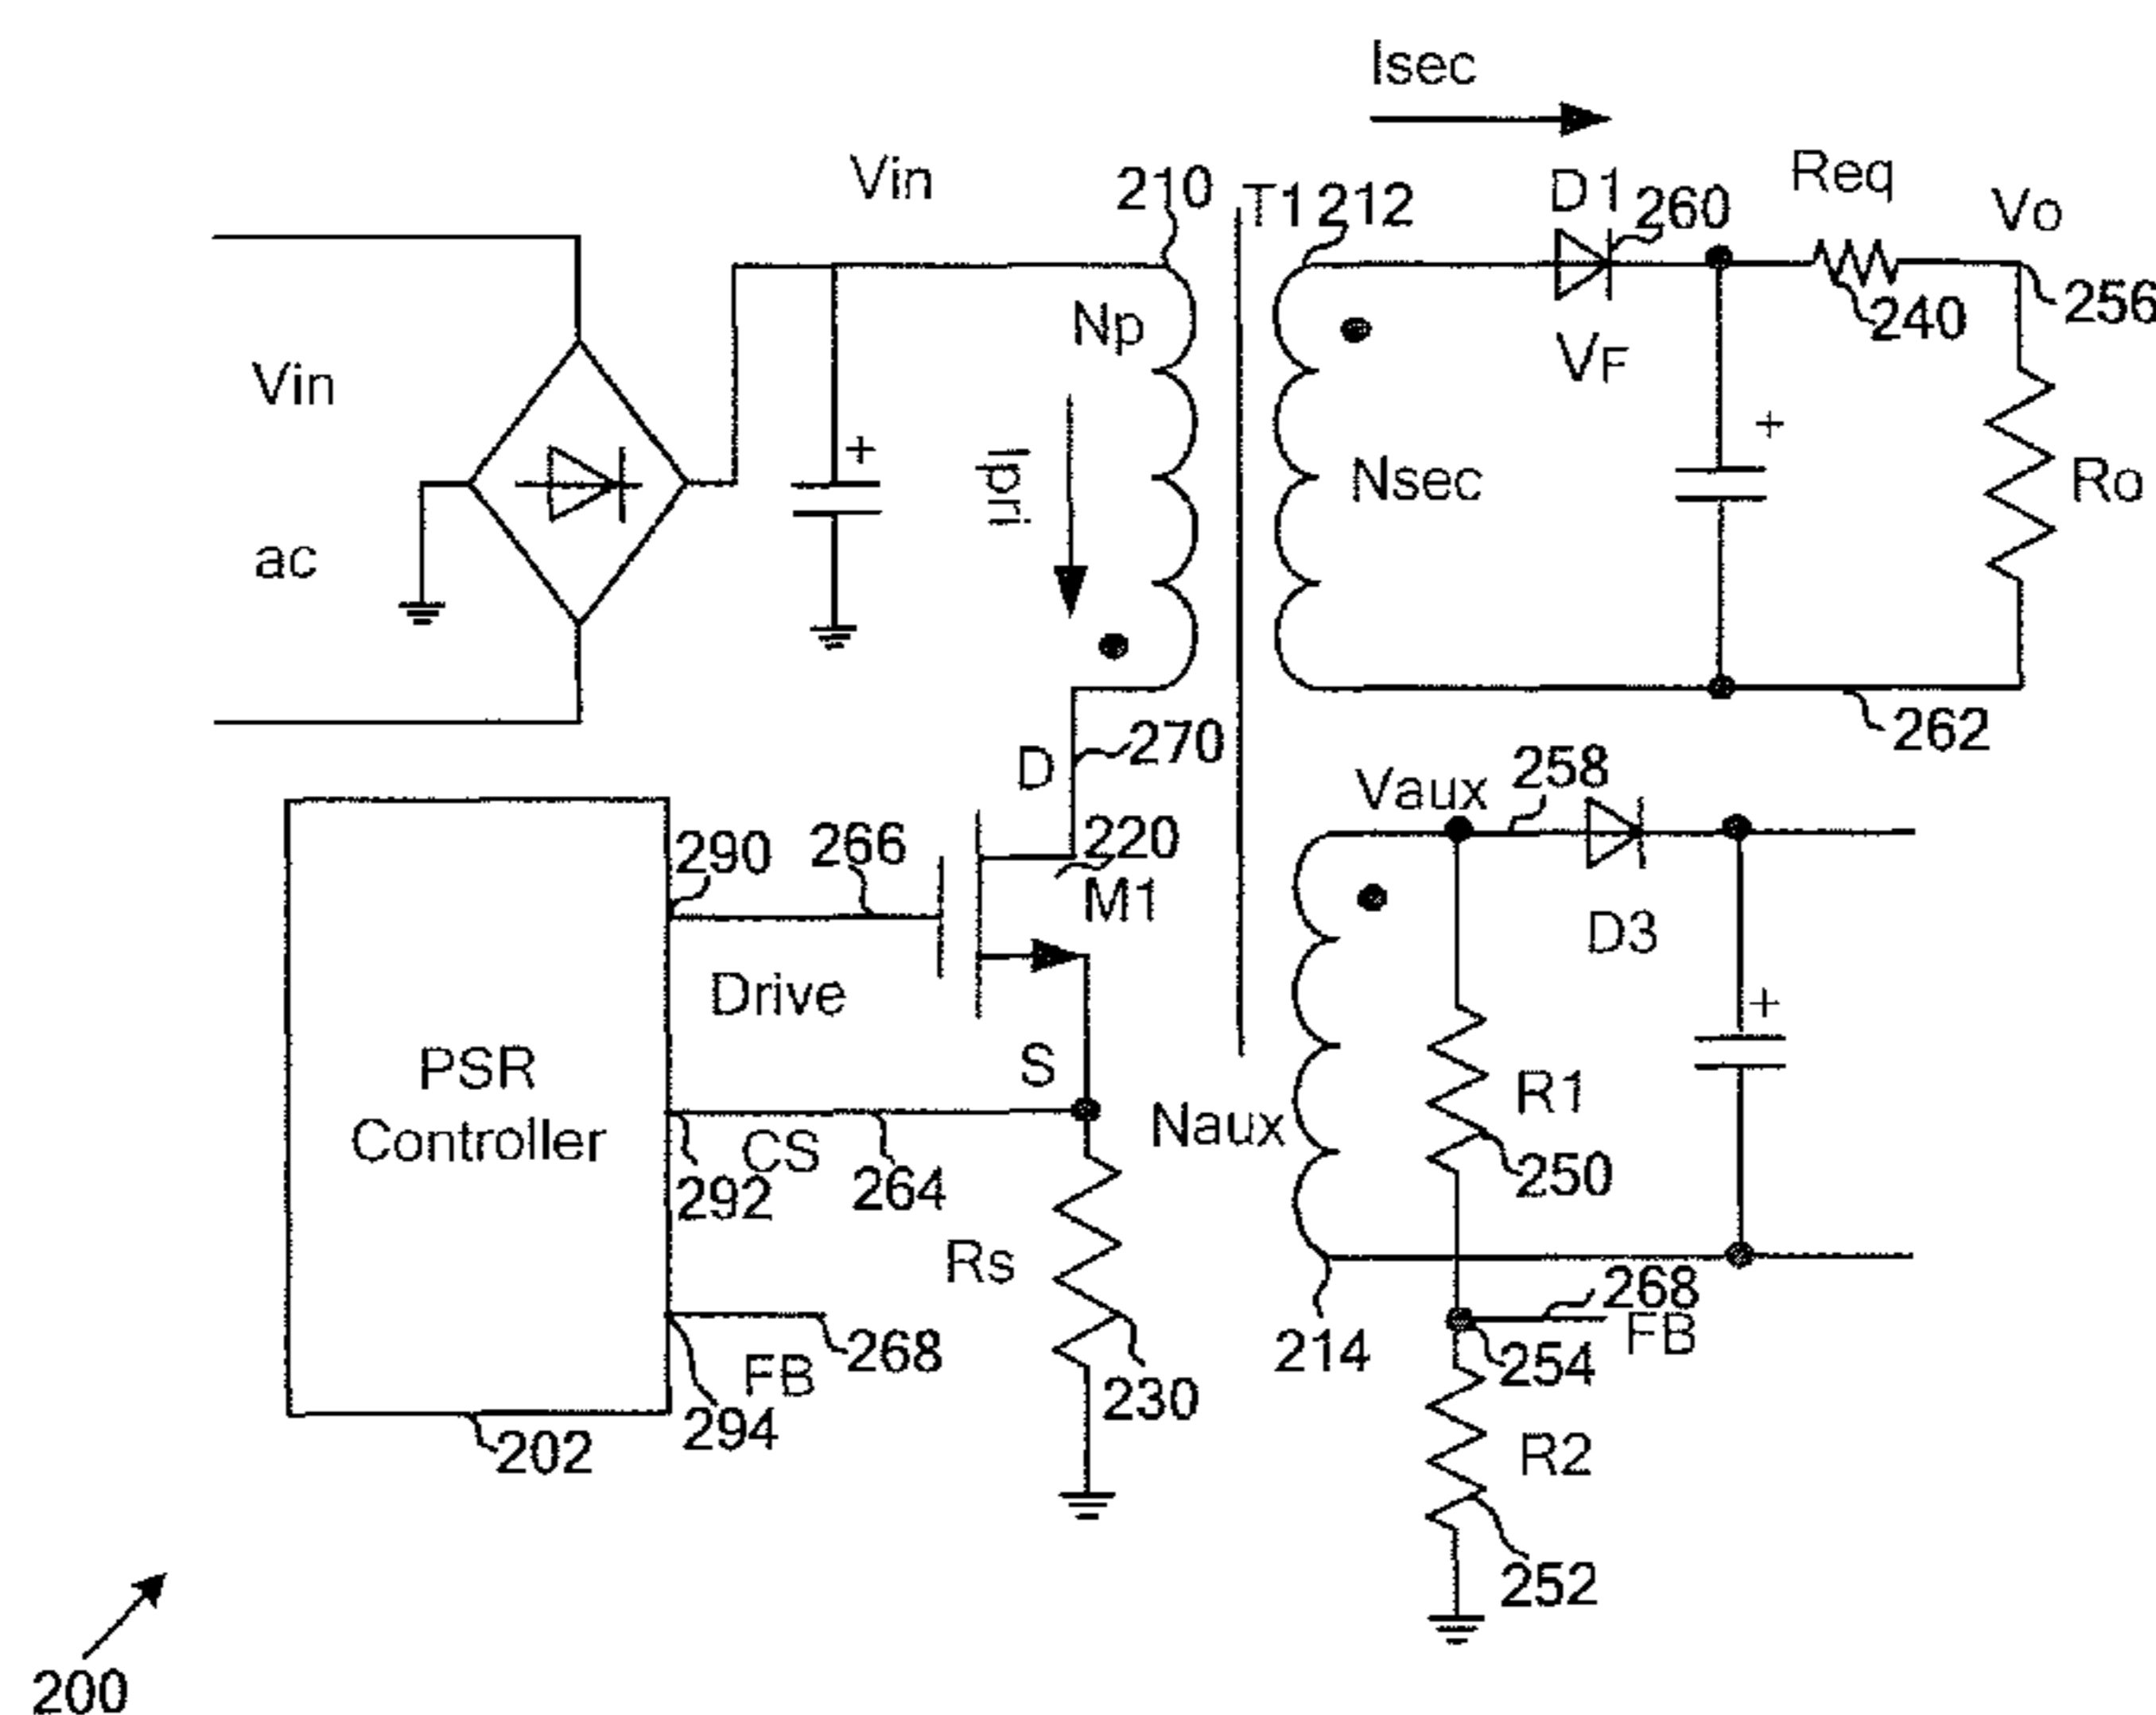 Isec
Vin
210
T1
212
D1
260
Req
Vo
256
240
Np
VF
Vin
Ipri
Nsec
Ro
ac
262
270
D
Vaux
258
220
M1
290
266
D3
Drive
S
PSR
Controller
R1
Naux
CS
292
264
250
Rs
268
FB
268
FB
214
254
230
294
202
R2
252
200